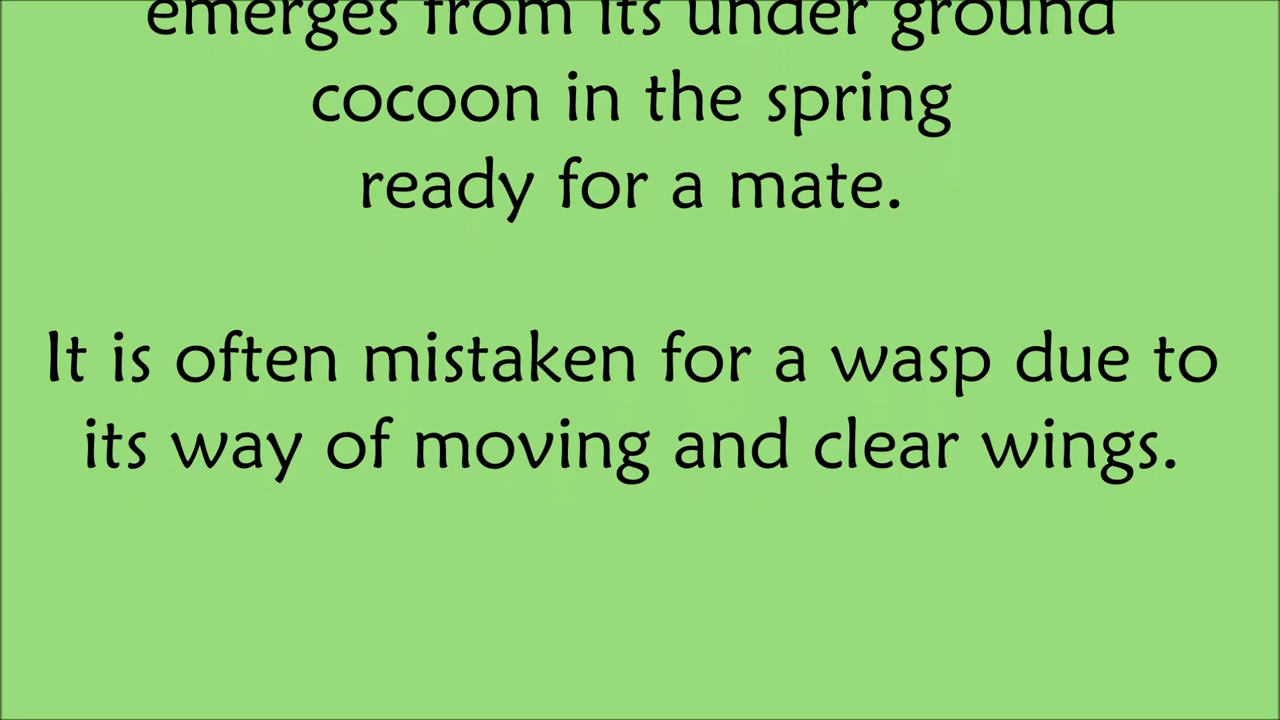 emerges from its under ground
cocoon in the spring
ready for a mate.
It is often mistaken for a wasp due to
its way of moving and clear wings.